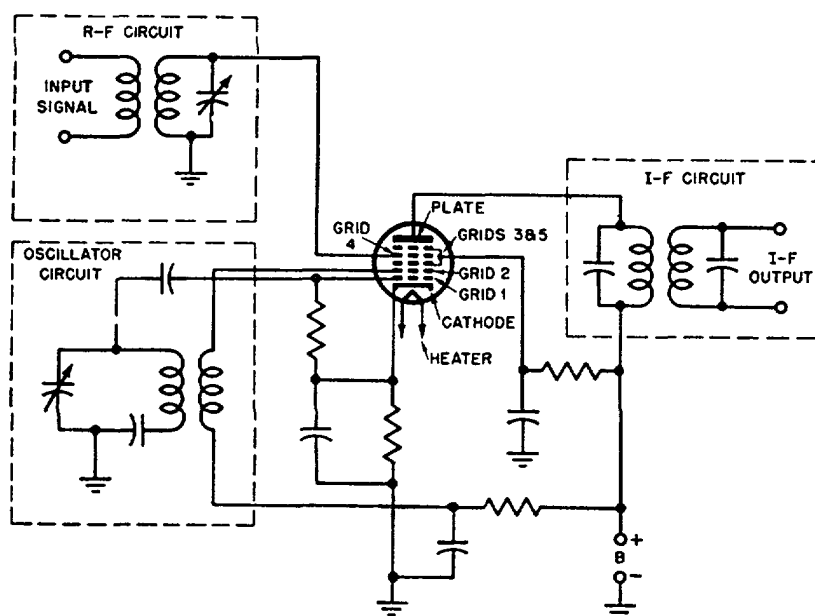 R-F CIRCUIT
INPUT
SIGNAL
I-F CIRCUIT
PLATE
GRID
4
GRIDS 3&5
OSCILLATOR
CIRCUIT
GRID 2
GRID 1
I-F
OUTPUT
CATHODE
HEATER
+
B
-